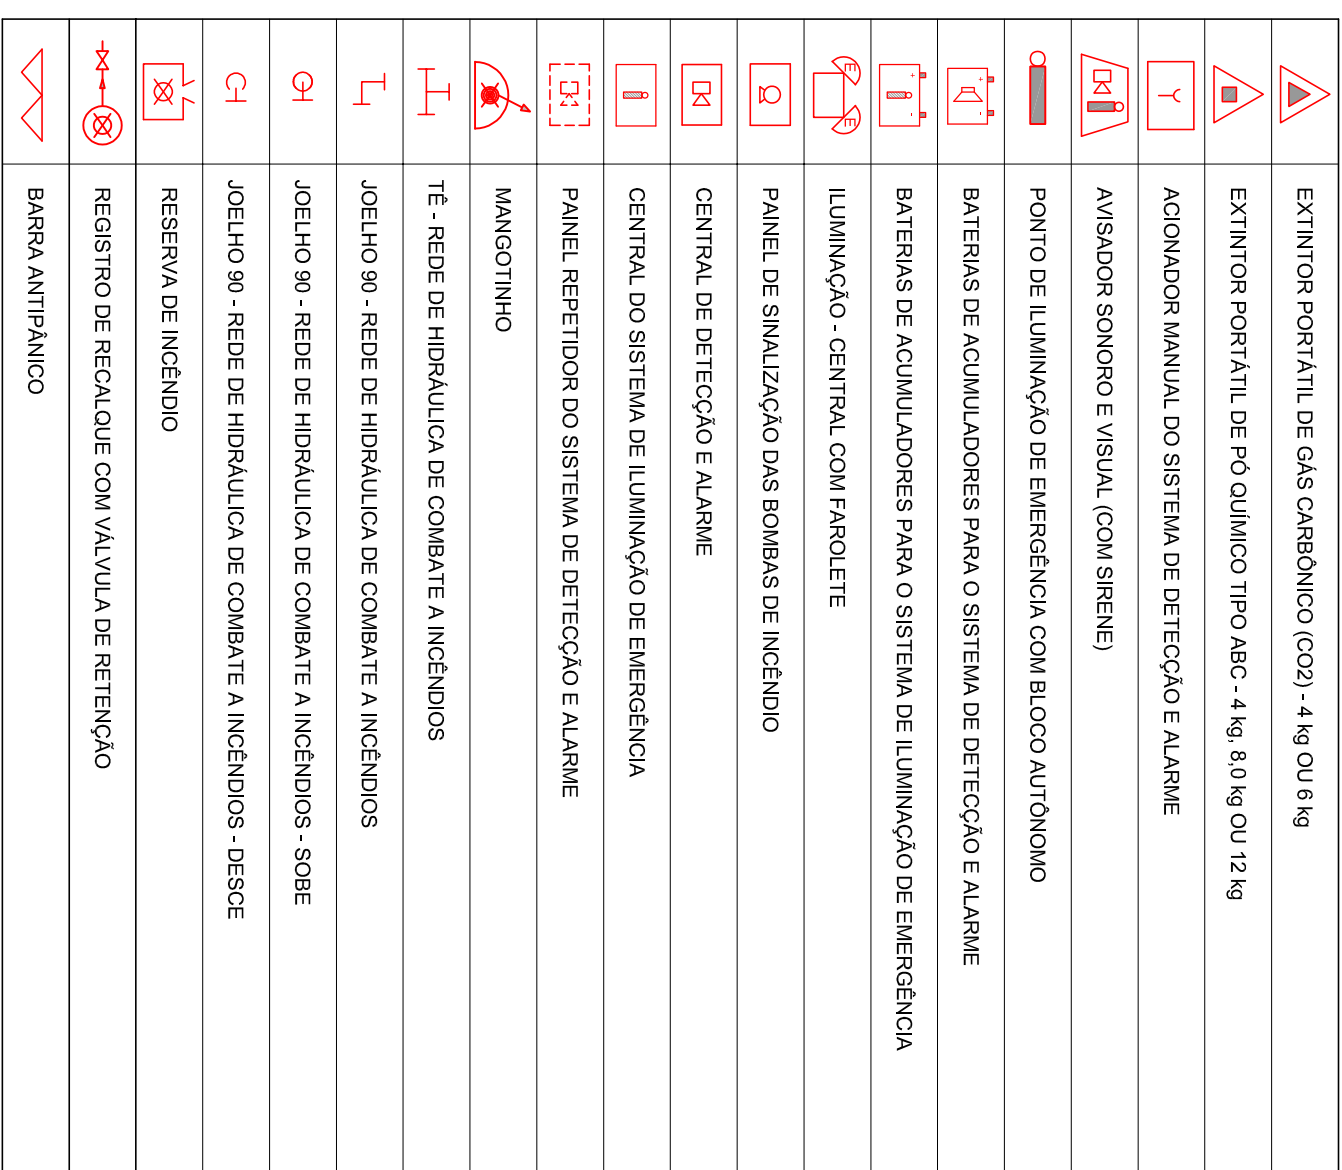 EXTINTOR PORTÁTIL DE GÁS CARBÔNICO (CO2) - 4 kg OU 6 kg
EXTINTOR PORTÁTIL DE PÓ QUÍMICO TIPO ABC - 4 kg, 8,0 kg OU 12 kg
ACIONADOR MANUAL DO SISTEMA DE DETECÇÃO E ALARME
AVISADOR SONORO E VISUAL (COM SIRENE)
PONTO DE ILUMINAÇÃO DE EMERGÊNCIA COM BLOCO AUTÔNOMO
+ -
BATERIAS DE ACUMULADORES PARA O SISTEMA DE DETECÇÃO E ALARME
+ -
BATERIAS DE ACUMULADORES PARA O SISTEMA DE ILUMINAÇÃO DE EMERGÊNCIA
E E
ILUMINAÇÃO - CENTRAL COM FAROLETE
PAINEL DE SINALIZAÇÃO DAS BOMBAS DE INCÊNDIO
CENTRAL DE DETECÇÃO E ALARME
CENTRAL DO SISTEMA DE ILUMINAÇÃO DE EMERGÊNCIA
PAINEL REPETIDOR DO SISTEMA DE DETECÇÃO E ALARME
MANGOTINHO
TÊ - REDE DE HIDRÁULICA DE COMBATE A INCÊNDIOS
JOELHO 90 - REDE DE HIDRÁULICA DE COMBATE A INCÊNDIOS
JOELHO 90 - REDE DE HIDRÁULICA DE COMBATE A INCÊNDIOS - SOBE
JOELHO 90 - REDE DE HIDRÁULICA DE COMBATE A INCÊNDIOS - DESCE
RESERVA DE INCÊNDIO
REGISTRO DE RECALQUE COM VÁLVULA DE RETENÇÃO
BARRA ANTIPÂNICO